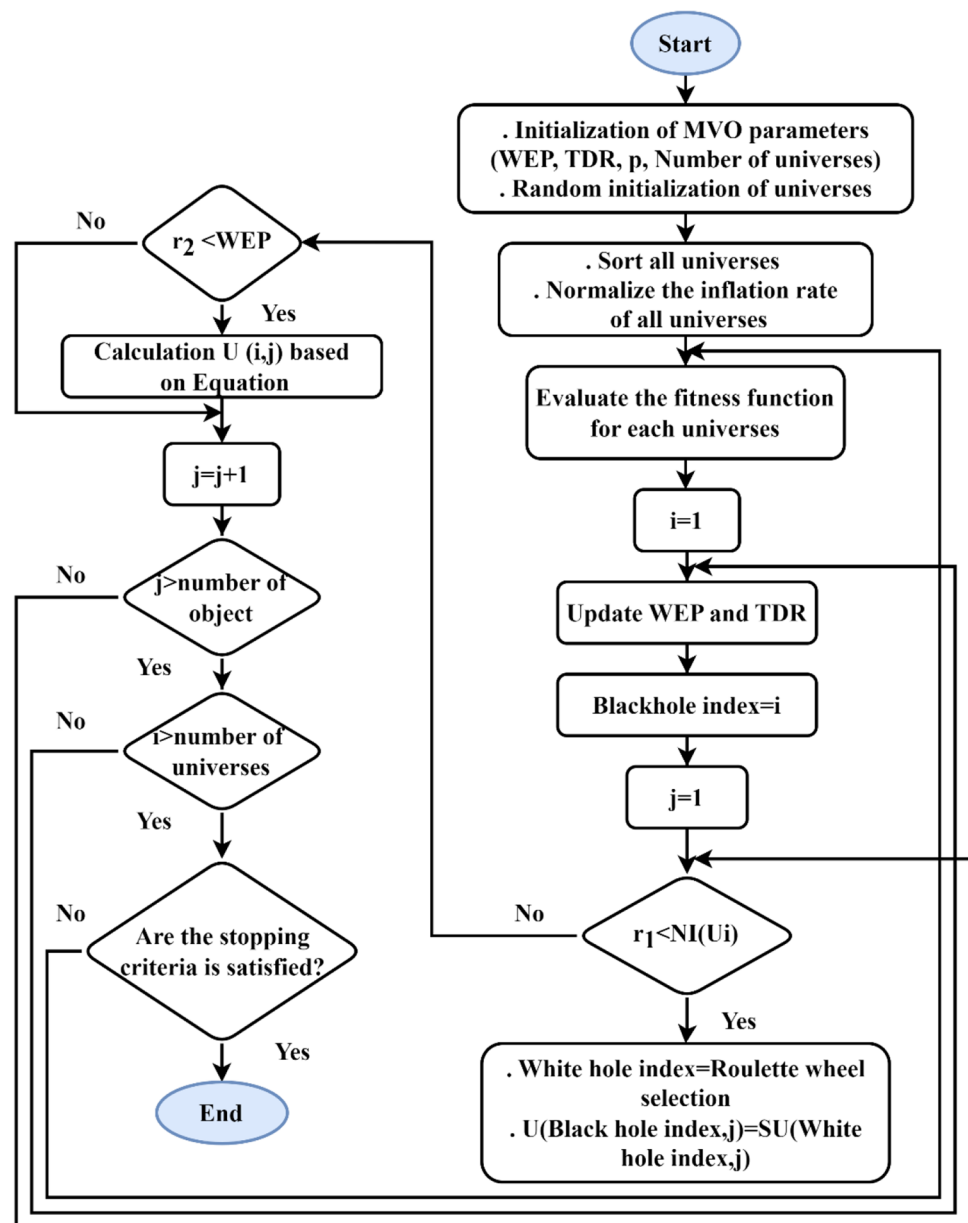 Start
. Initialization of MVO parameters
(WEP, TDR, p, Number of universes)
. Random initialization of universes
. Sort all universes
. Normalize the inflation rate
of all universes
Evaluate the fitness function
for each universes
i=1
Update WEP and TDR
Blackhole index=i
j=1
r1<NI(Ui)
No
Yes
. White hole index=Roulette wheel
selection
. U(Black hole index,j)=SU(White
hole index,j)
r2 <WEP
No
Yes
Calculation U (i,j) based
on Equation
j=j+1
j>number of
object
No
Yes
i>number of
universes
No
Yes
Are the stopping
criteria is satisfied?
No
Yes
End